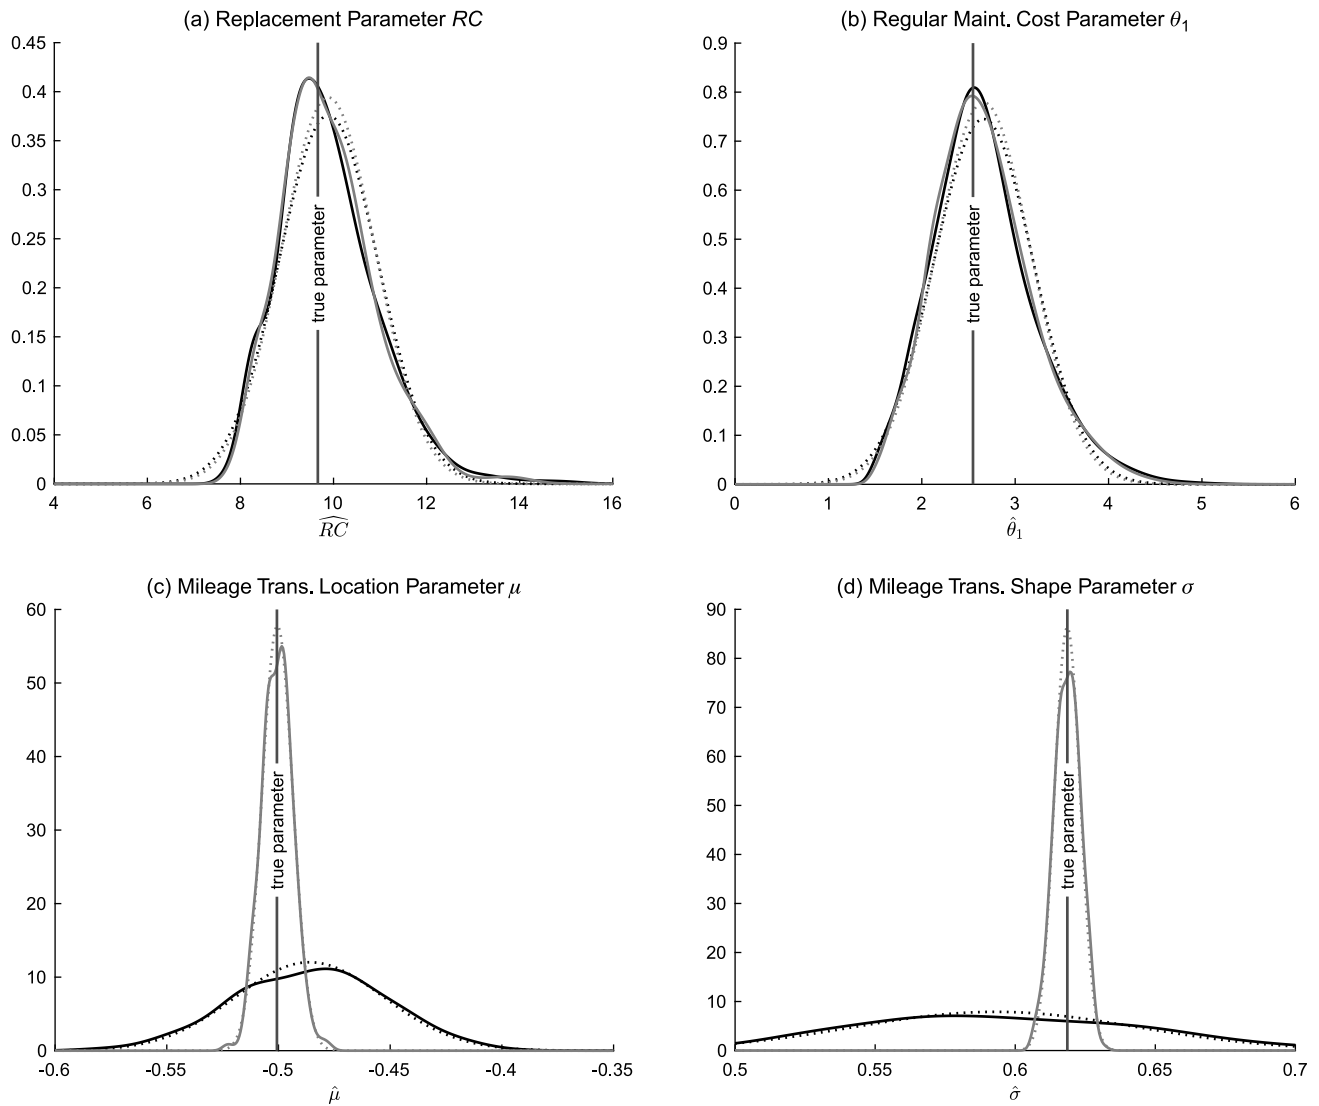 (a) Replacement Parameter RC
0.45
0.4
0.35
0.3
0.25
0.2
0.15
0.1
0.05
0
4 6 8 10 12 14 16
true parameter
\widehat{RC}
(b) Regular Maint. Cost Parameter θ₁
0.9
0.8
0.7
0.6
0.5
0.4
0.3
0.2
0.1
0
0 1 2 3 4 5 6
true parameter
θ̂₁
(c) Mileage Trans. Location Parameter μ
60
50
40
30
20
10
0
-0.6 -0.55 -0.5 -0.45 -0.4 -0.35
true parameter
μ̂
(d) Mileage Trans. Shape Parameter σ
90
80
70
60
50
40
30
20
10
0
0.5 0.55 0.6 0.65 0.7
true parameter
σ̂